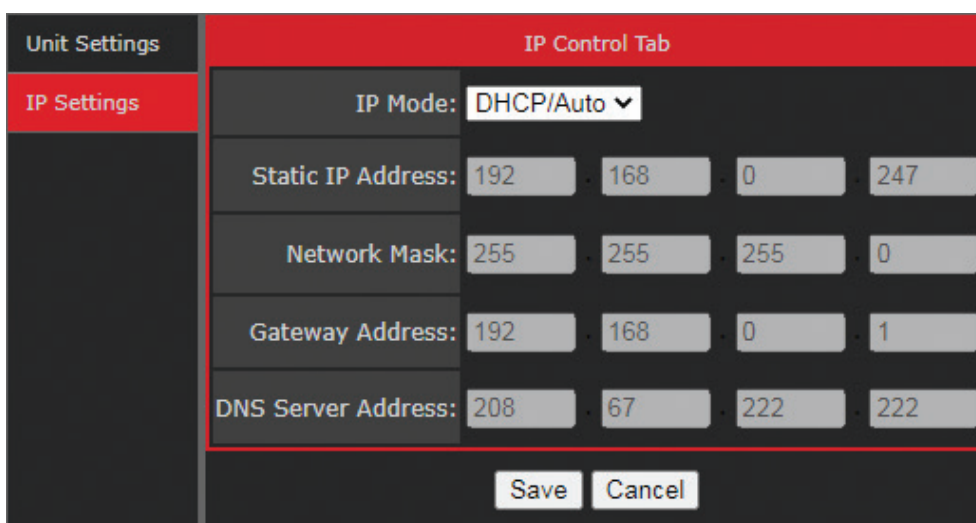 Unit Settings
IP Settings
IP Control Tab
IP Mode: DHCP/Auto
Static IP Address: 192 . 168 . 0 . 247
Network Mask: 255 . 255 . 255 . 0
Gateway Address: 192 . 168 . 0 . 1
DNS Server Address: 208 . 67 . 222 . 222
Save Cancel